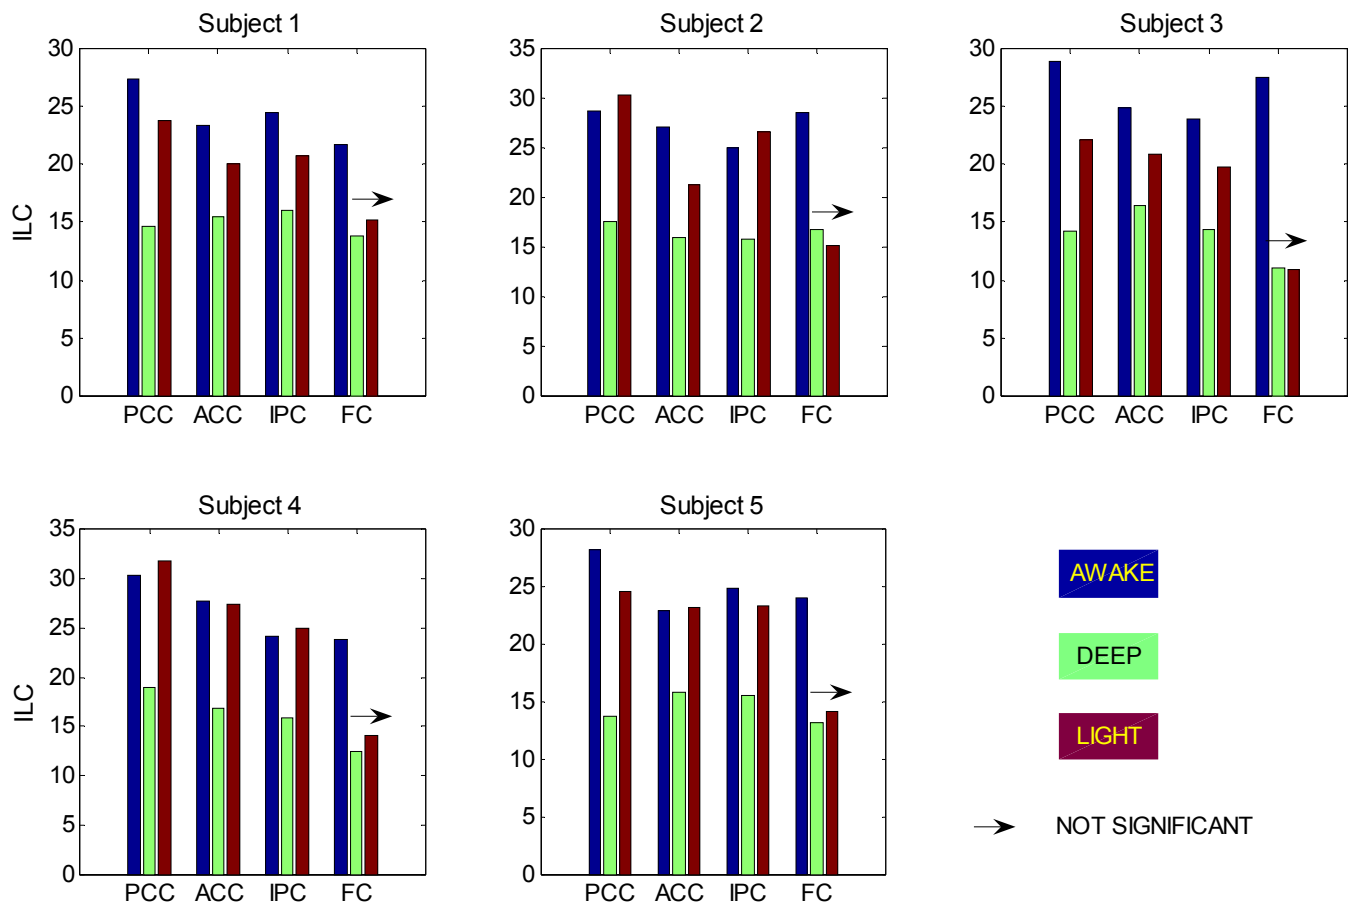 Subject 1
30
25
20
15
10
5
0
ILC
PCC ACC IPC FC
Subject 2
35
30
25
20
15
10
5
0
PCC ACC IPC FC
Subject 3
30
25
20
15
10
5
0
PCC ACC IPC FC
Subject 4
35
30
25
20
15
10
5
0
ILC
PCC ACC IPC FC
Subject 5
30
25
20
15
10
5
0
PCC ACC IPC FC
AWAKE
DEEP
LIGHT
NOT SIGNIFICANT